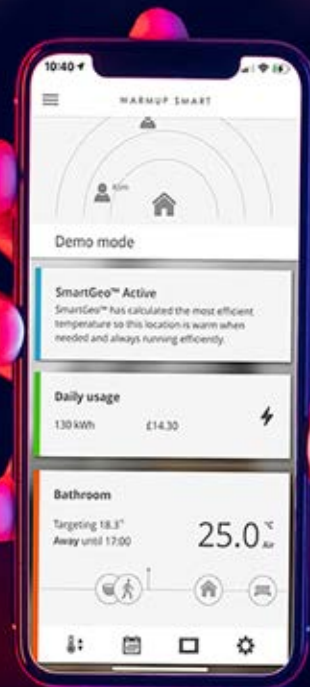 10:40
WARMUP SMART
Demo mode
SmartGeo™ Active
SmartGeo™ has calculated the most efficient
temperature so this location is warm when
needed and always running efficiently.
Daily usage
130 kWh £14.30
Bathroom
Targeting 18.3°
Away until 17:00
25.0 °C
Air